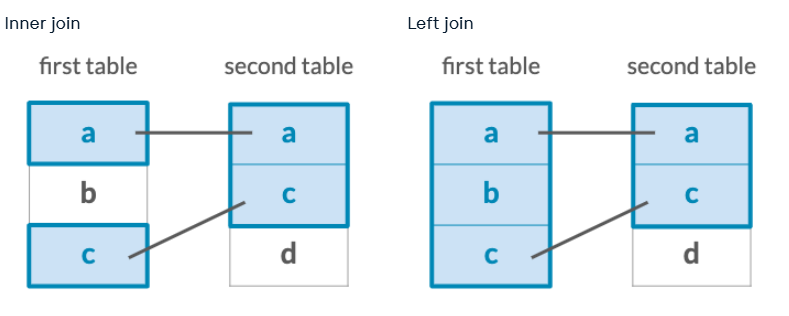 Inner join
Left join
first table
second table
first table
second table
a
a
a
a
b
c
b
c
c
d
c
d